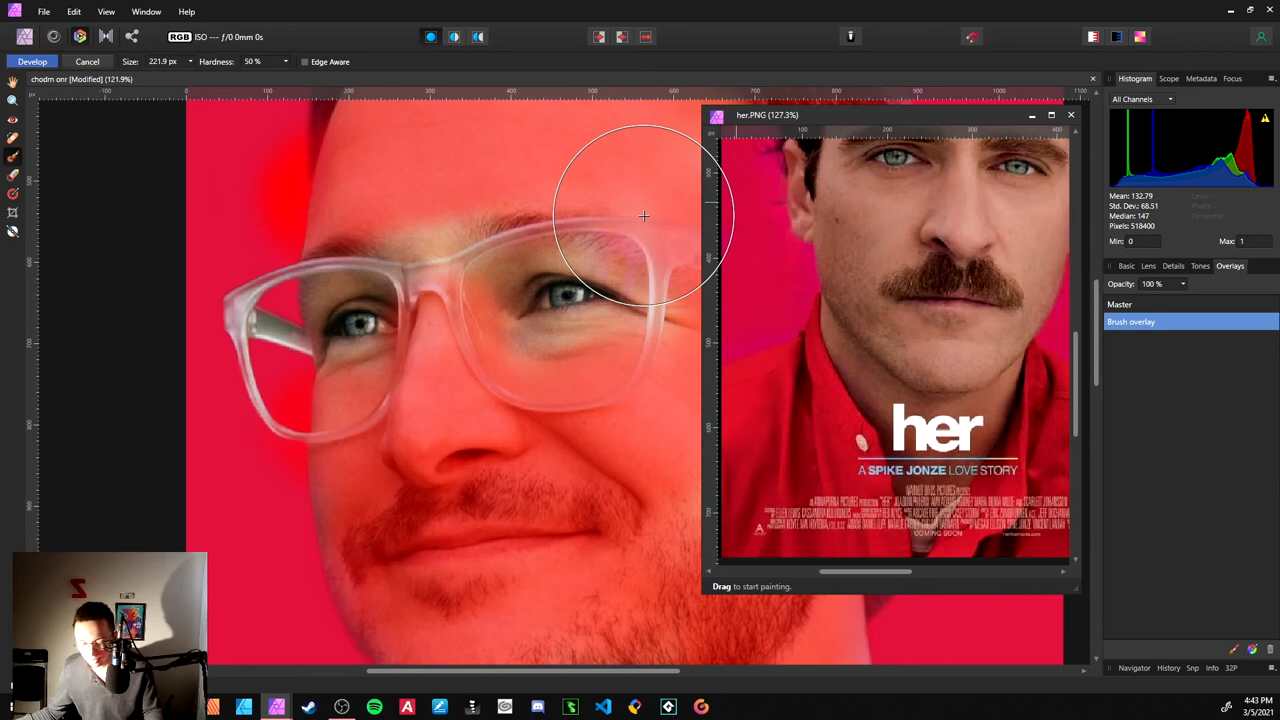 File Edit View Window Help
RGB ISO --- ƒ/0 0mm 0s
Develop Cancel Size: 221.9 px Hardness: 50 % Edge Aware
chodrn onr [Modified] (121.9%)
her.PNG (127.3%)
her
A SPIKE JONZE LOVE STORY
COMING SOON
Drag to start painting.
Histogram Scope Metadata Focus
All Channels
Mean: 132.79
Std. Dev.: 68.51
Median: 147
Pixels: 518400
Level: --
Pixels: --
Percentile: --
Min: 0 Max: 1
Basic Lens Details Tones Overlays
Opacity: 100 %
Master
Brush overlay
Navigator History Snp Info 32P
4:43 PM
3/5/2021